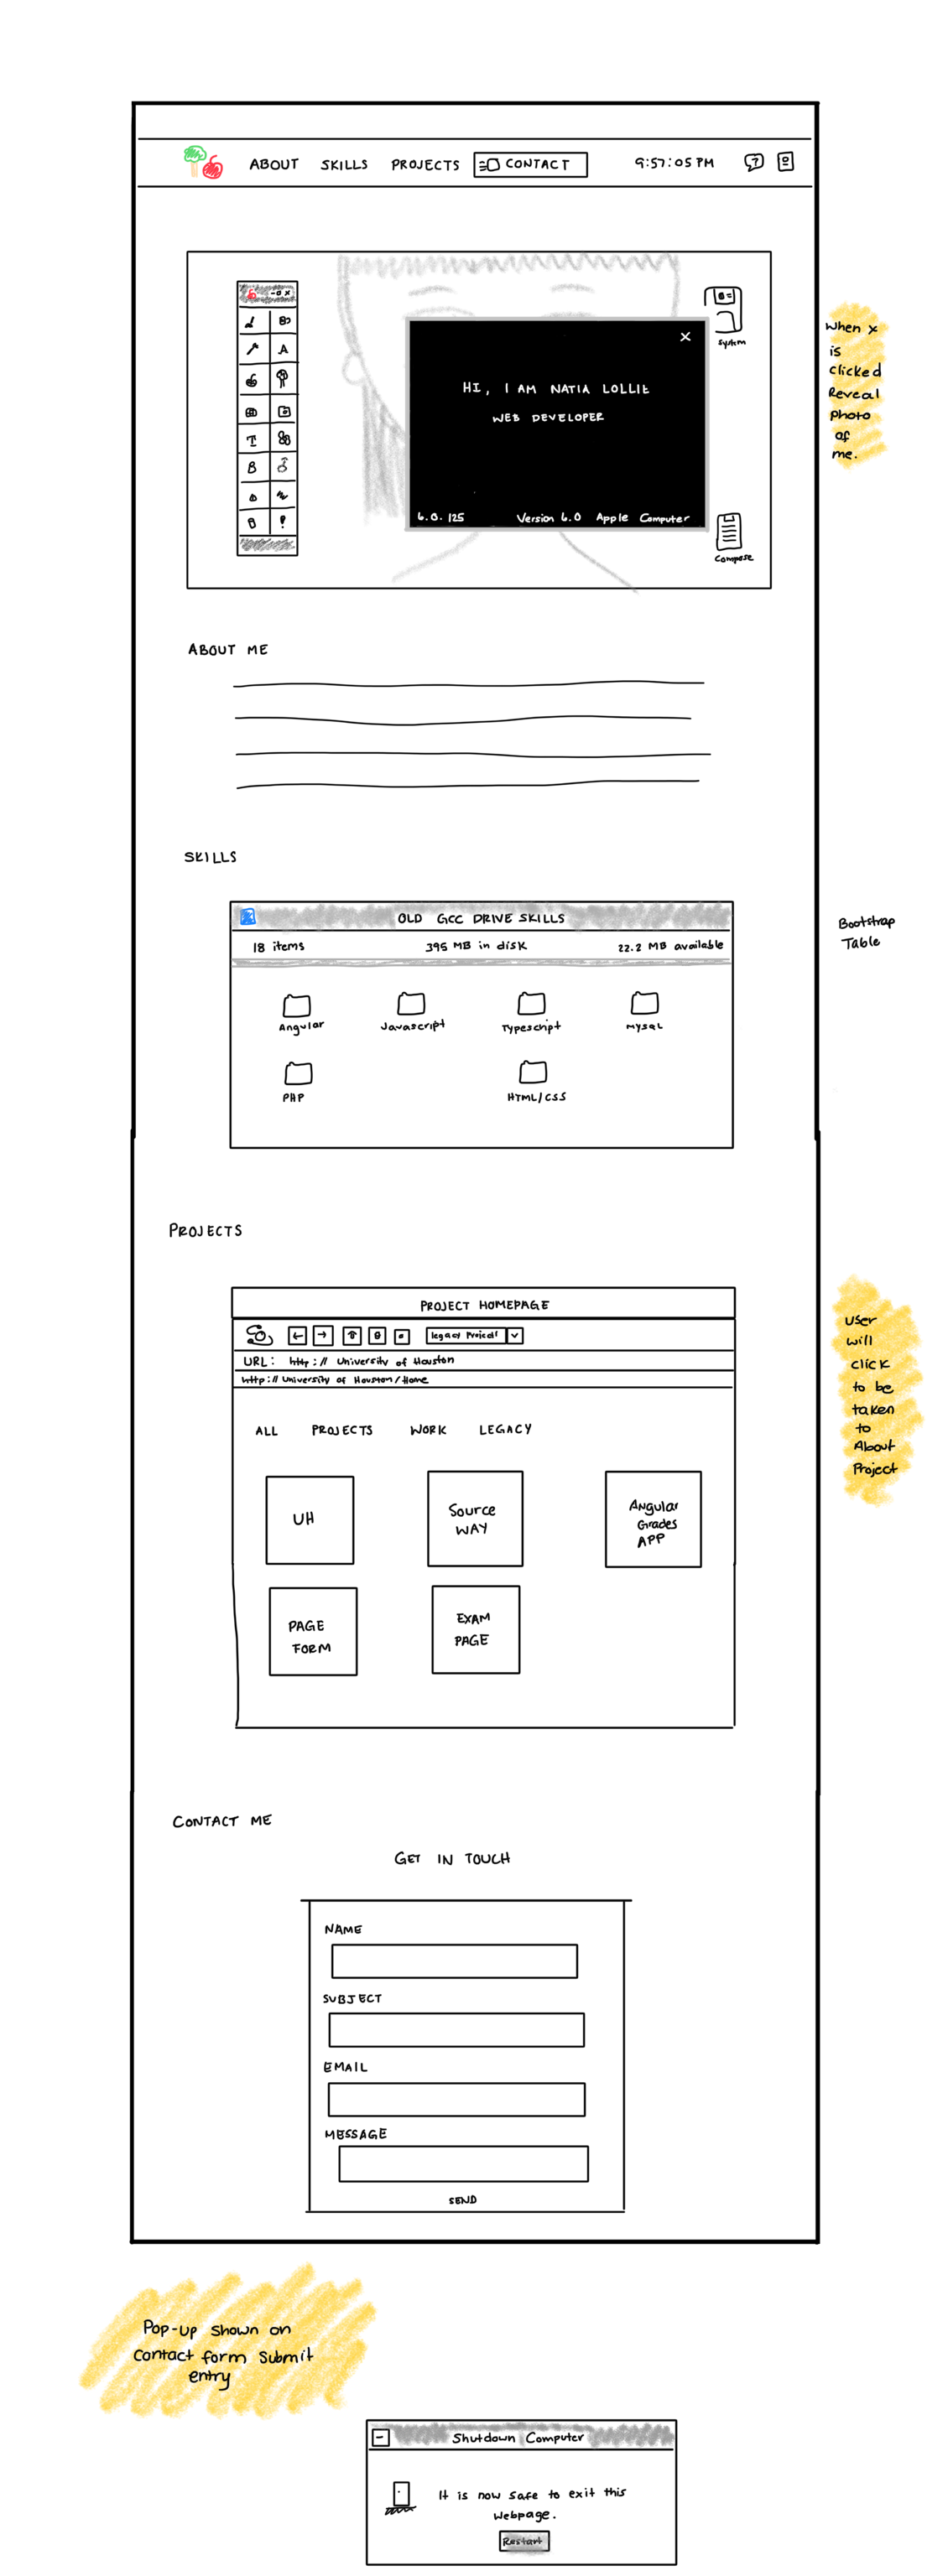 ABOUT SKILLS PROJECTS CONTACT 9:57:05 PM ?
System
A
T
B
!
X
HI, I AM NATIA LOLLIE
WEB DEVELOPER
6.0.125 Version 6.0 Apple Computer
Compose
When x
is
clicked
Reveal
photo
of
me.
ABOUT ME
SKILLS
OLD GCC DRIVE SKILLS
18 items 395 MB in disk 22.2 MB available
Angular Javascript Typescript MYSQL
PHP HTML/CSS
Bootstrap
Table
PROJECTS
PROJECT HOMEPAGE
legacy Project
URL: http:// University of Houston
http://University of Houston/Home
ALL PROJECTS WORK LEGACY
UH
Source
WAY
Angular
Grades
APP
PAGE
FORM
EXAM
PAGE
User
will
click
to be
taken
to
About
Project
CONTACT ME
GET IN TOUCH
NAME
SUBJECT
EMAIL
MESSAGE
SEND
Pop-up shown on
contact form submit
entry
Shutdown Computer
It is now safe to exit this
webpage.
Restart